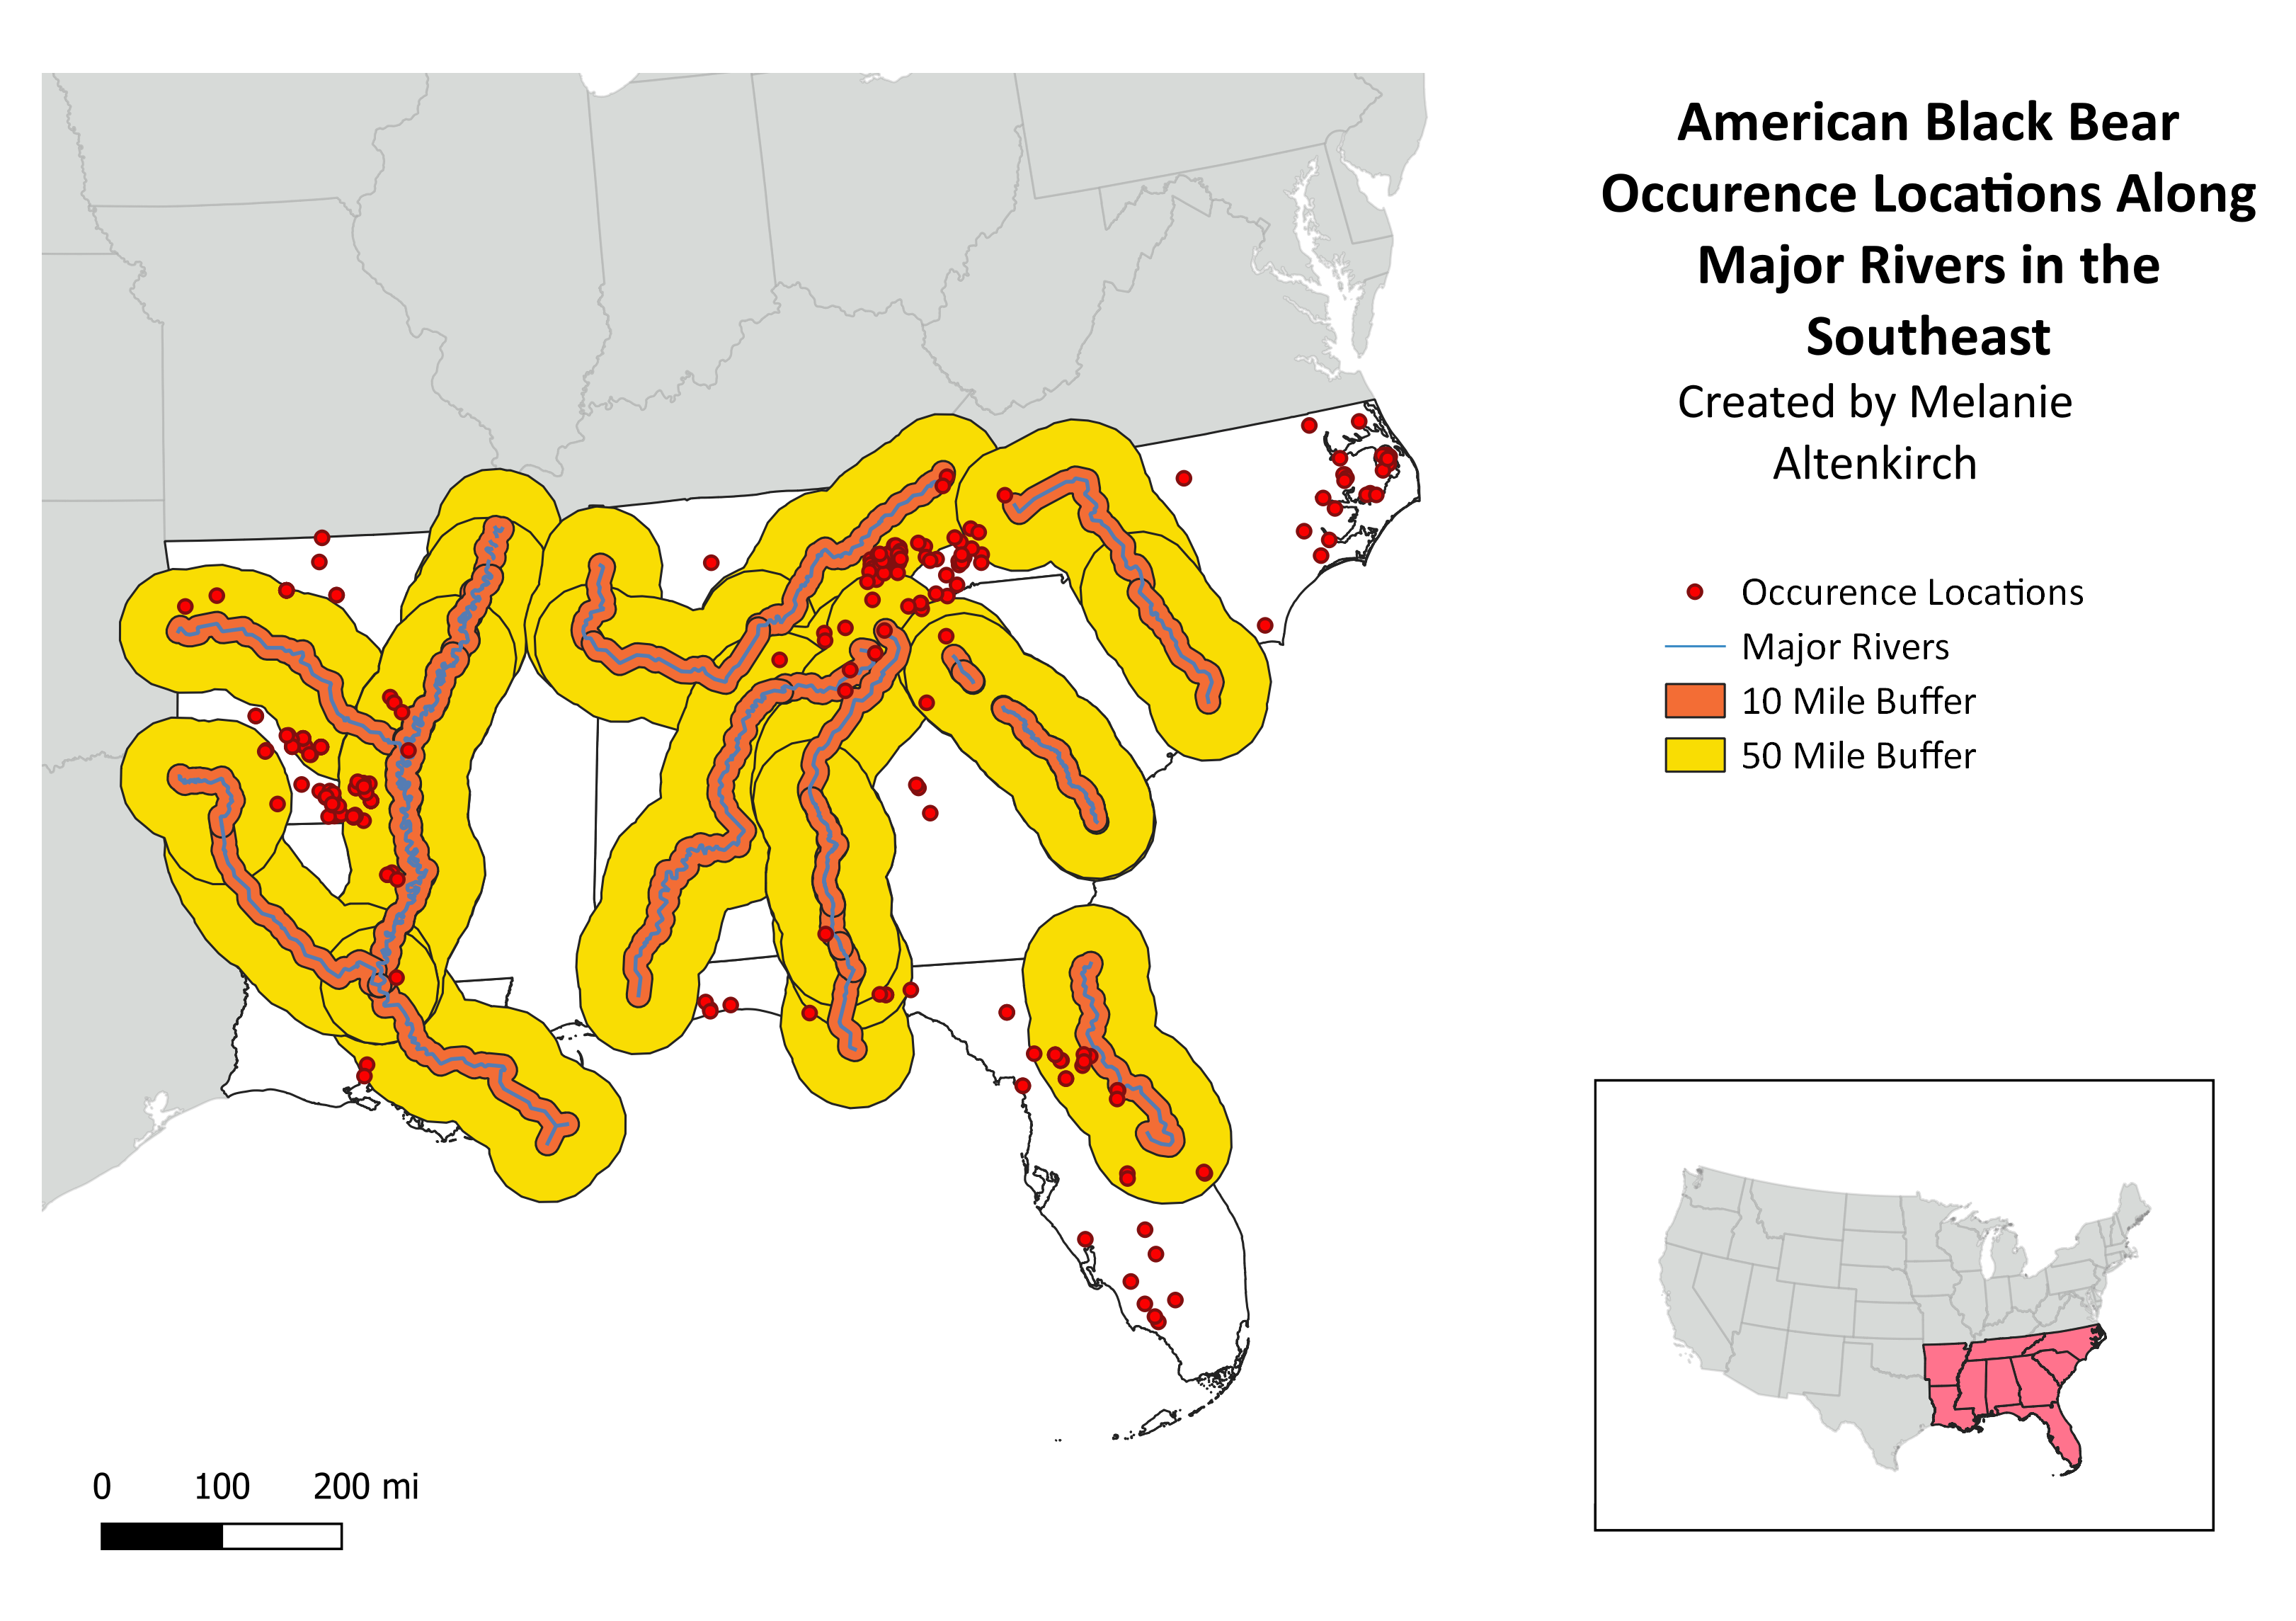 American Black Bear
Occurence Locations Along
Major Rivers in the
Southeast
Created by Melanie
Altenkirch
Occurence Locations
Major Rivers
10 Mile Buffer
50 Mile Buffer
0 100 200 mi